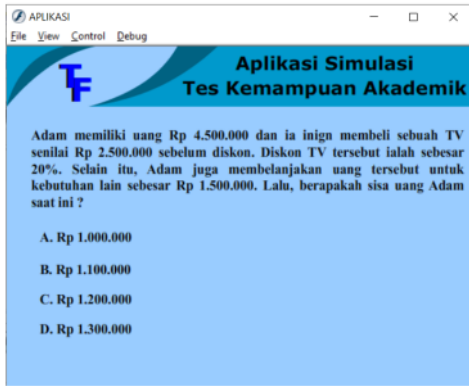 APLIKASI
File View Control Debug
TF
Aplikasi Simulasi
Tes Kemampuan Akademik
Adam memiliki uang Rp 4.500.000 dan ia inign membeli sebuah TV
senilai Rp 2.500.000 sebelum diskon. Diskon TV tersebut ialah sebesar
20%. Selain itu, Adam juga membelanjakan uang tersebut untuk
kebutuhan lain sebesar Rp 1.500.000. Lalu, berapakah sisa uang Adam
saat ini ?
A. Rp 1.000.000
B. Rp 1.100.000
C. Rp 1.200.000
D. Rp 1.300.000